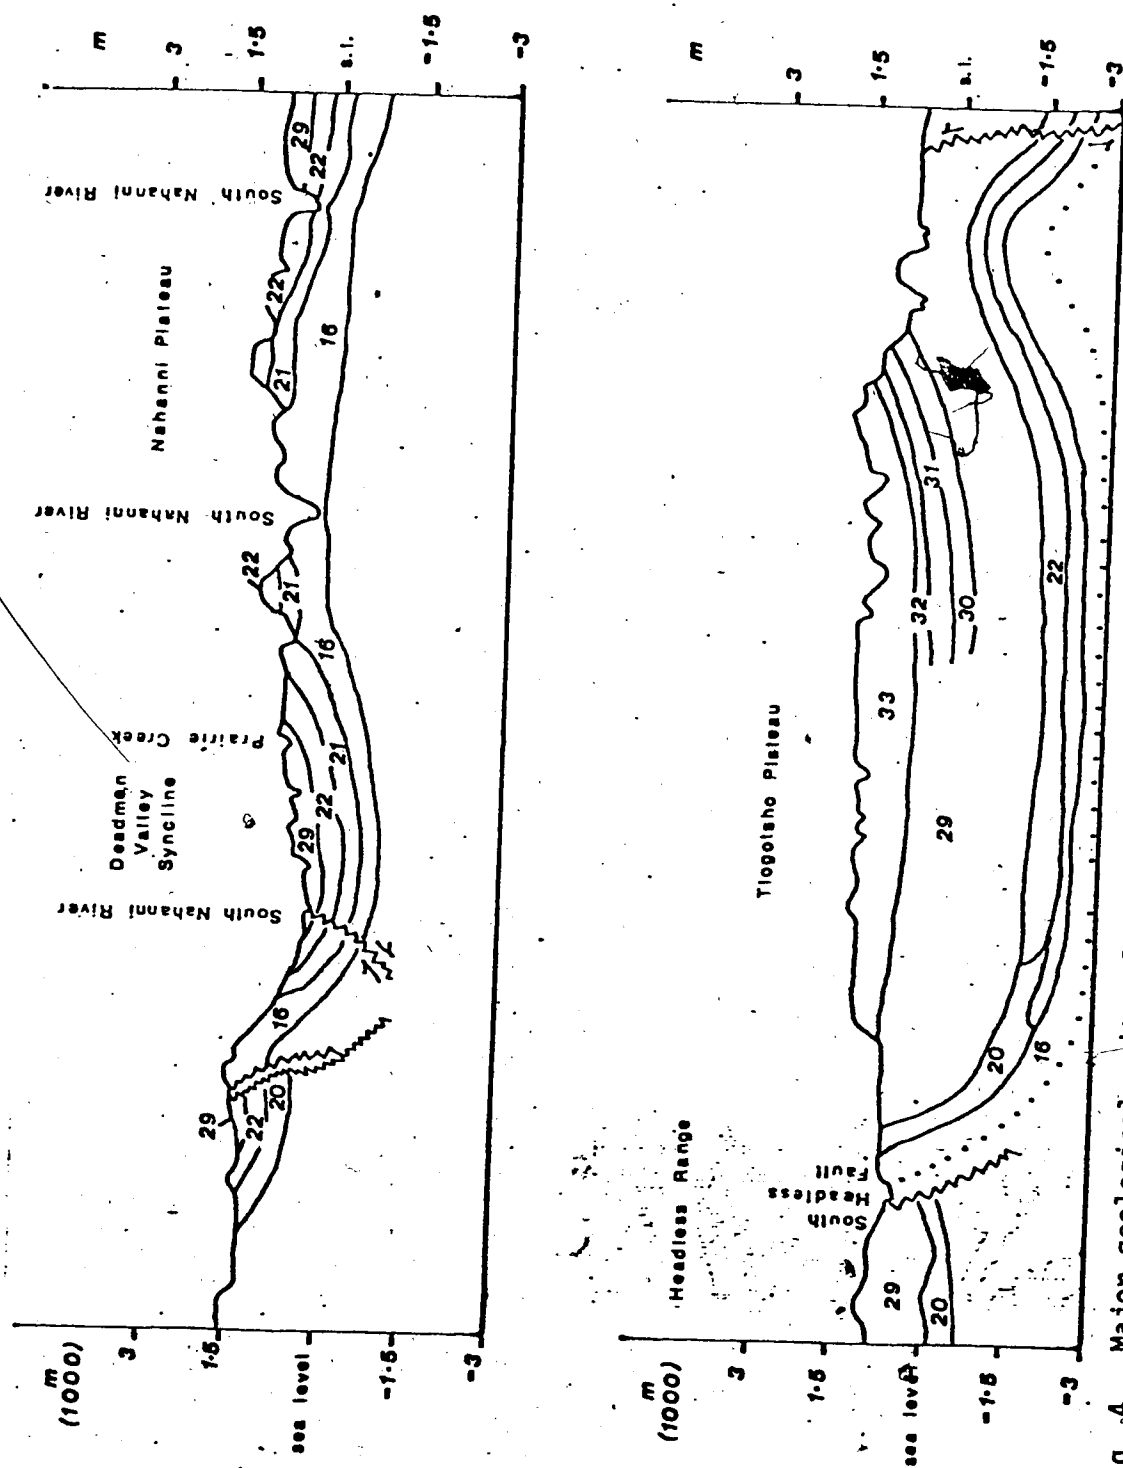 m
(1000)
3
1·5
sea level
-1·5
-3
Deadman
Valley
Syncline
Nahanni Plateau
South Nahanni River
Prairie Creek
South Nahanni River
South Nahanni River
m
3
1·5
s.l.
-1·5
-3
29
22
20
16
29
22
21
16
22
21
21
16
22
29
22
m
(1000)
3
1·5
sea level
-1·5
-3
Headless Range
South
Headless
Fault
Tlogotsho Plateau
m
3
1·5
s.l.
-1·5
-3
29
20
20
16
33
29
32
30
31
22
Major geological